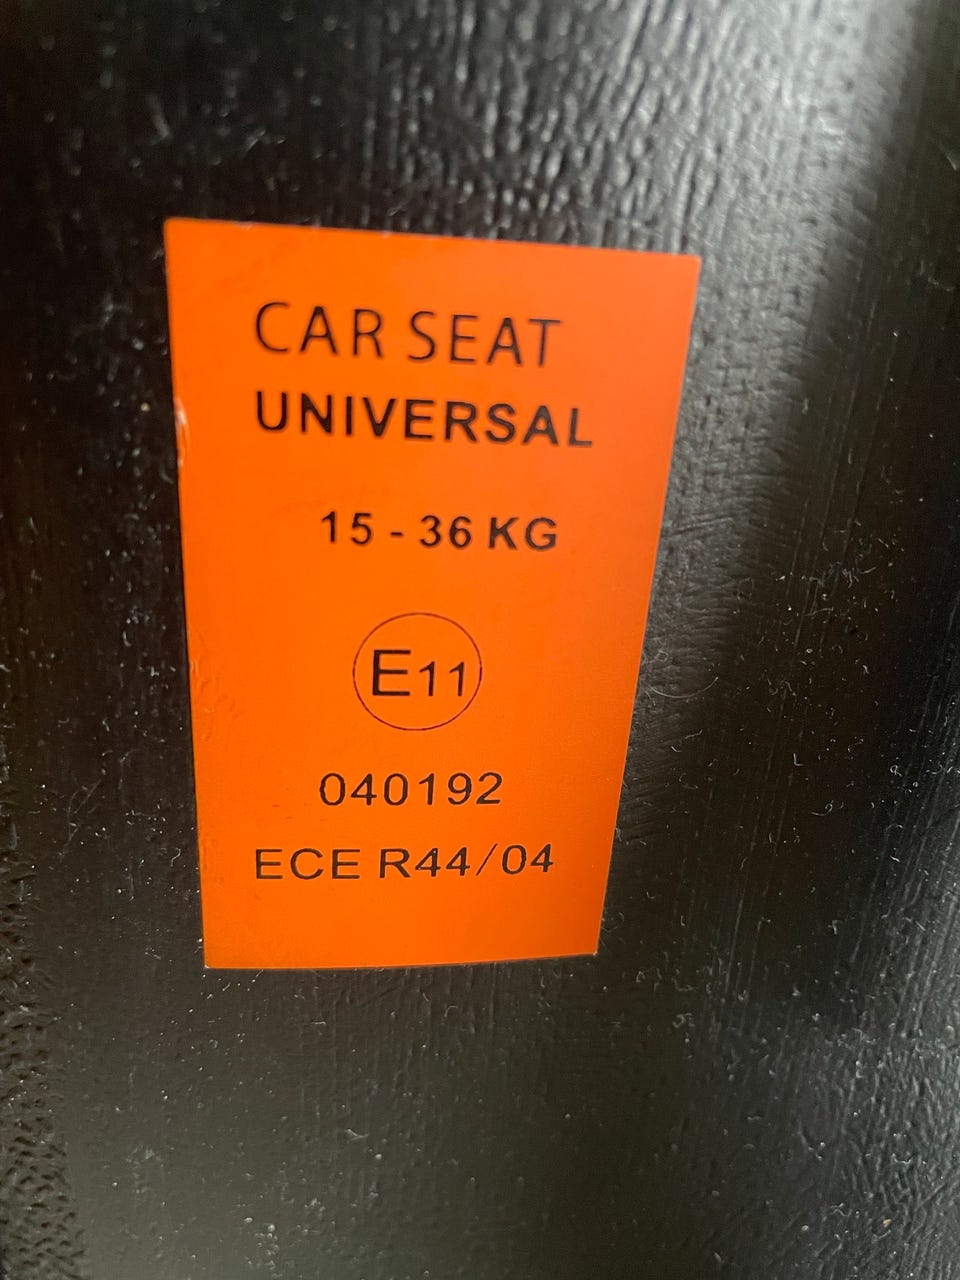 CAR SEAT
UNIVERSAL
15 - 36 KG
E11
040192
ECE R44/04